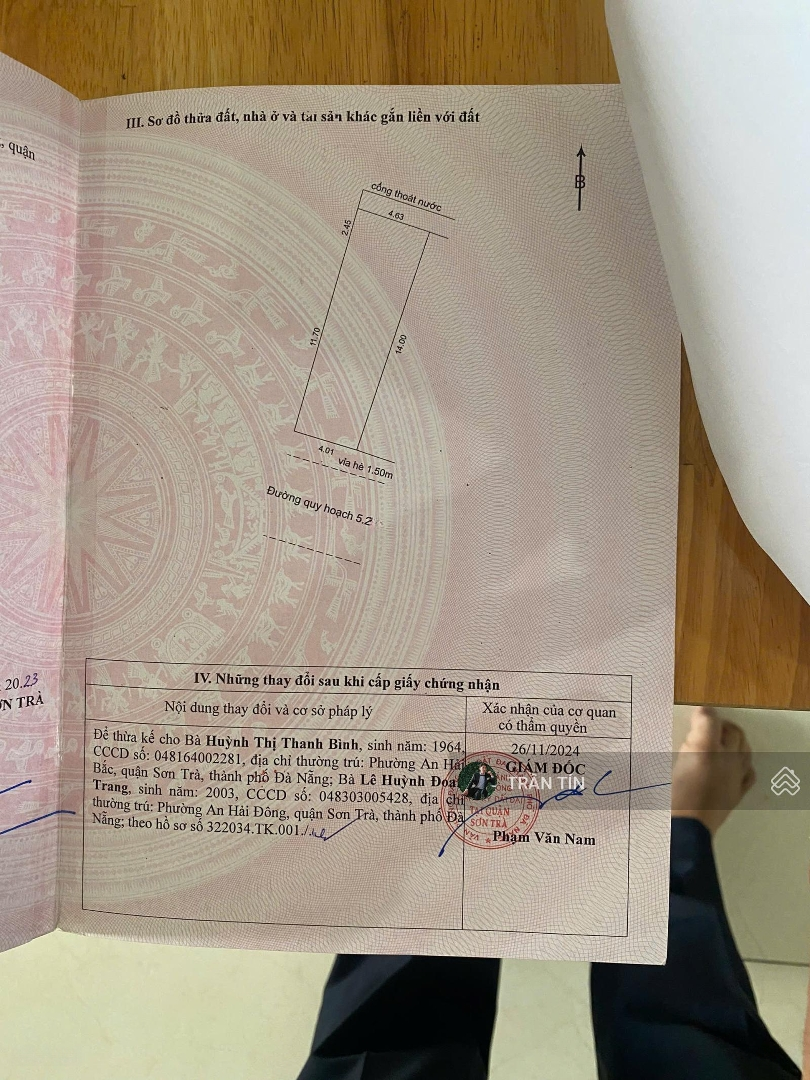 , quận
III. Sơ đồ thửa đất, nhà ở và tài sản khác gắn liền với đất
B
cống thoát nước
4.63
2.45
11.70
14.00
4.01
vỉa hè 1.50m
Đường quy hoạch 5.2
20.23
ƠN TRÀ
IV. Những thay đổi sau khi cấp giấy chứng nhận
Nội dung thay đổi và cơ sở pháp lý
Xác nhận của cơ quan
có thẩm quyền
Để thừa kế cho Bà Huỳnh Thị Thanh Bình, sinh năm: 1964,
CCCD số: 048164002281, địa chỉ thường trú: Phường An Hải
Bắc, quận Sơn Trà, thành phố Đà Nẵng; Bà Lê Huỳnh Đoa
Trang, sinh năm: 2003, CCCD số: 048303005428, địa chỉ
thường trú: Phường An Hải Đông, quận Sơn Trà, thành phố Đà
Nẵng; theo hồ sơ số 322034.TK.001./.
26/11/2024
GIÁM ĐỐC
TRẦN TÍN
TẠI QUẬN
SƠN TRÀ
Phạm Văn Nam